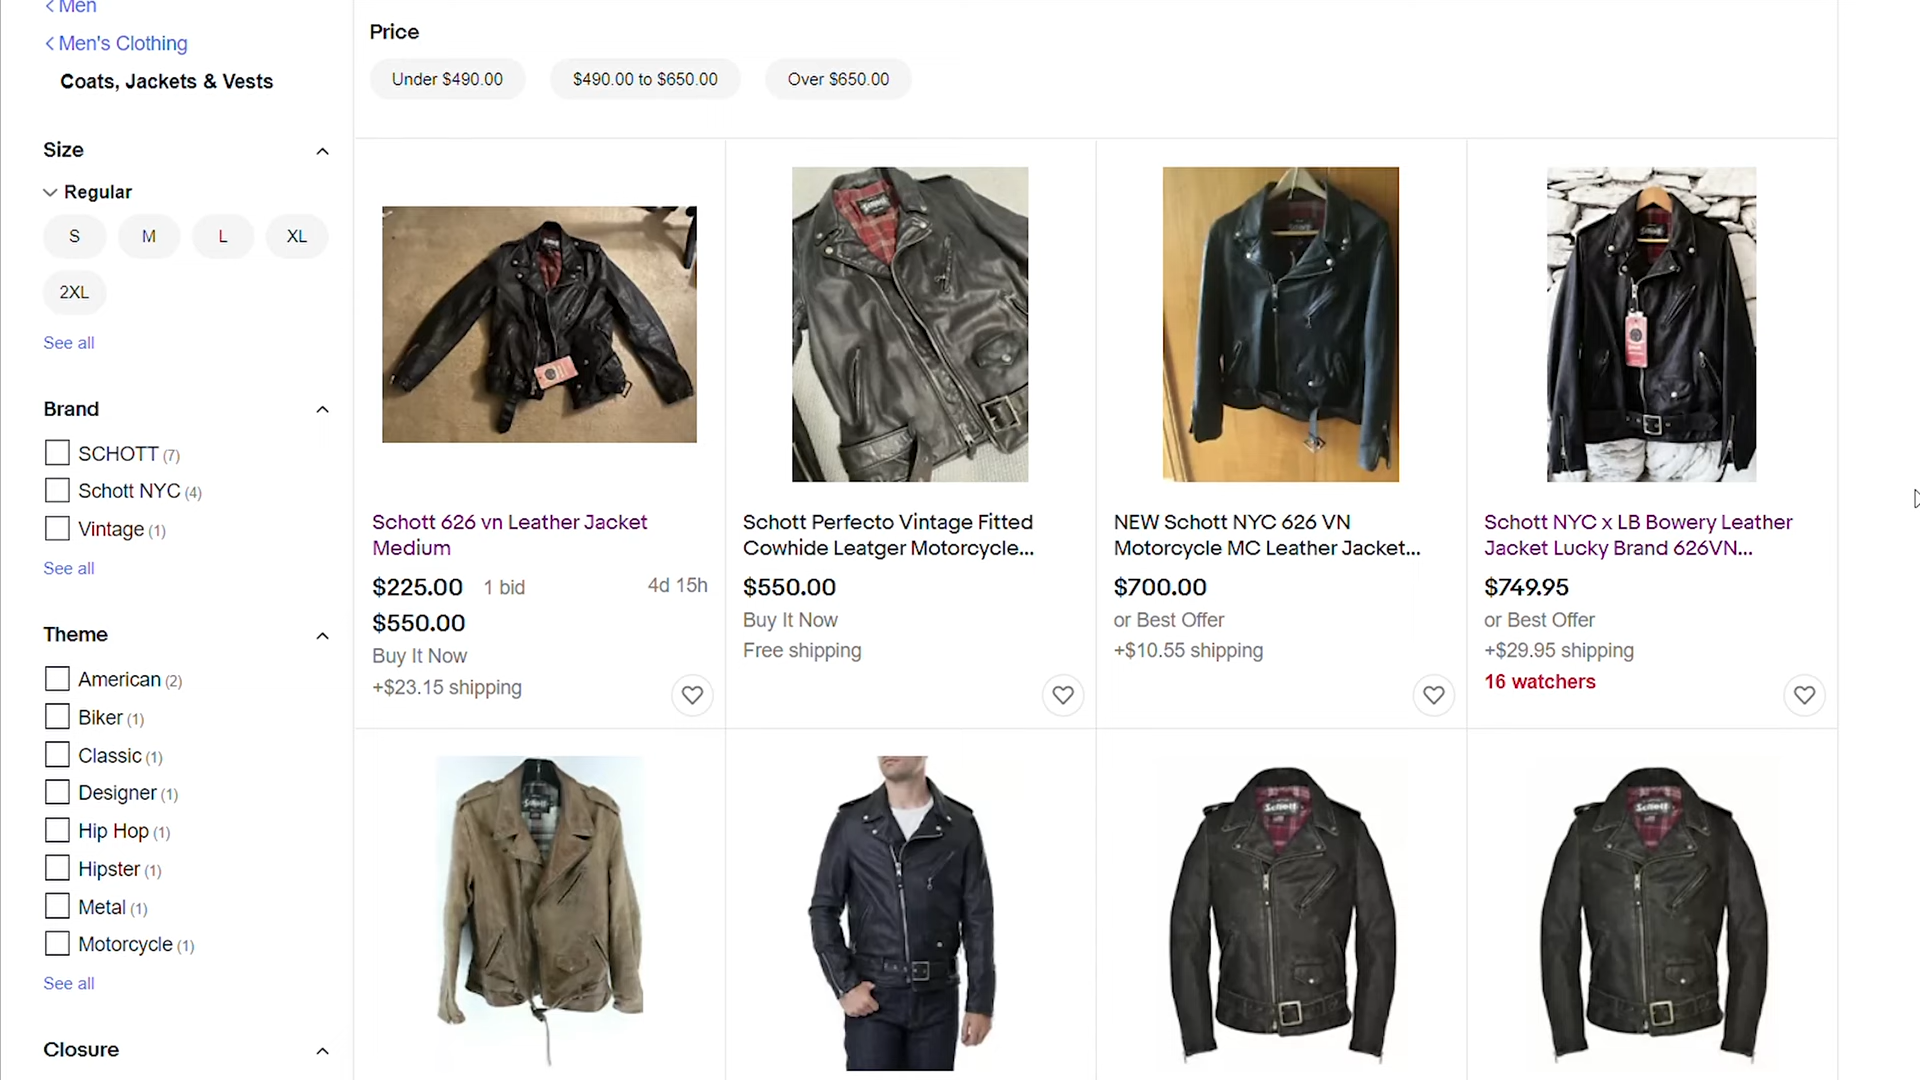 Men
Men's Clothing
Coats, Jackets & Vests
Size
Regular
S M L XL
2XL
See all
Brand
SCHOTT (7)
Schott NYC (4)
Vintage (1)
See all
Theme
American (2)
Biker (1)
Classic (1)
Designer (1)
Hip Hop (1)
Hipster (1)
Metal (1)
Motorcycle (1)
See all
Closure
Price
Under $490.00 $490.00 to $650.00 Over $650.00
Schott 626 vn Leather Jacket
Medium
$225.00 1 bid 4d 15h
$550.00
Buy It Now
+$23.15 shipping
Schott
Schott Perfecto Vintage Fitted
Cowhide Leatger Motorcycle...
$550.00
Buy It Now
Free shipping
NEW Schott NYC 626 VN
Motorcycle MC Leather Jacket...
$700.00
or Best Offer
+$10.55 shipping
Schott NYC x LB Bowery Leather
Jacket Lucky Brand 626VN...
$749.95
or Best Offer
+$29.95 shipping
16 watchers
Schott
Schott
Schott